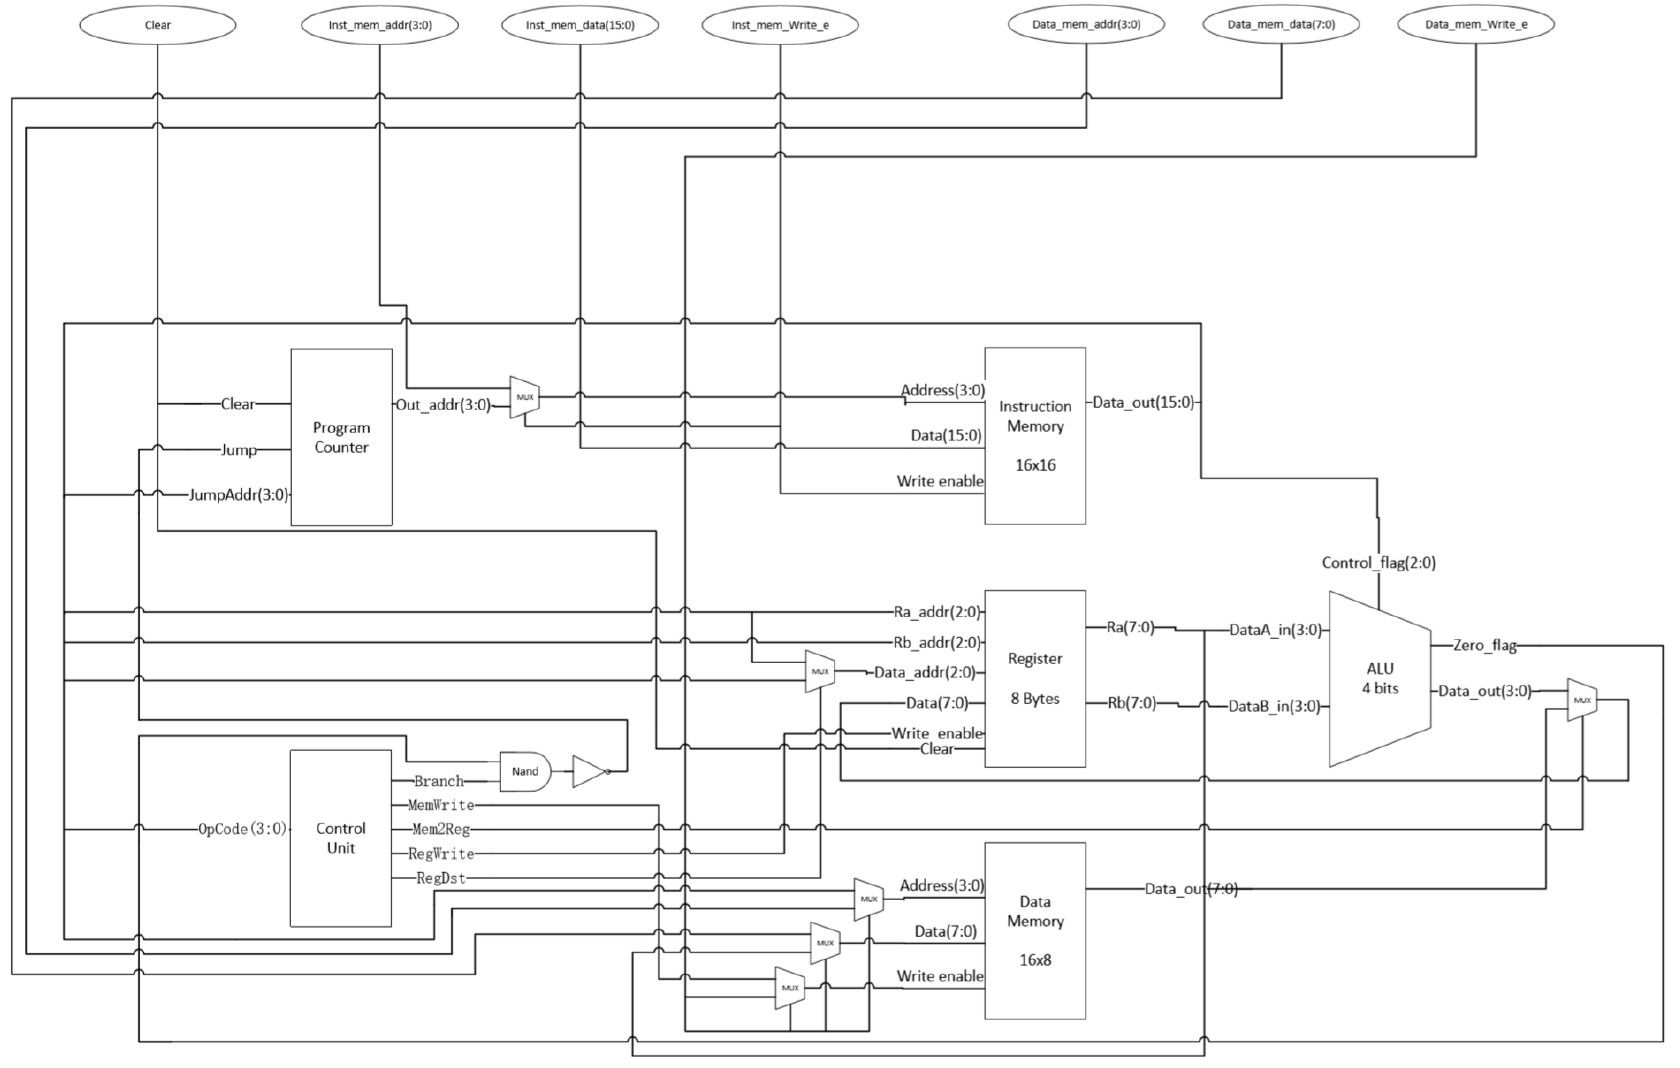 Clear
Inst_mem_addr(3:0)
Inst_mem_data(15:0)
Inst_mem_Write_e
Data_mem_addr(3:0)
Data_mem_data(7:0)
Data_mem_Write_e
Clear
Jump
JumpAddr(3:0)
Program
Counter
Out_addr(3:0)
MUX
Address(3:0)
Data(15:0)
Write enable
Instruction
Memory
16x16
Data_out(15:0)
Control_flag(2:0)
Ra_addr(2:0)
Rb_addr(2:0)
MUX
Data_addr(2:0)
Data(7:0)
Write enable
Clear
Register
8 Bytes
Ra(7:0)
Rb(7:0)
DataA_in(3:0)
DataB_in(3:0)
ALU
4 bits
Zero_flag
Data_out(3:0)
MUX
OpCode(3:0)
Control
Unit
Branch
MemWrite
Mem2Reg
RegWrite
RegDst
Nand
MUX
MUX
MUX
Address(3:0)
Data(7:0)
Write enable
Data
Memory
16x8
Data_out(7:0)